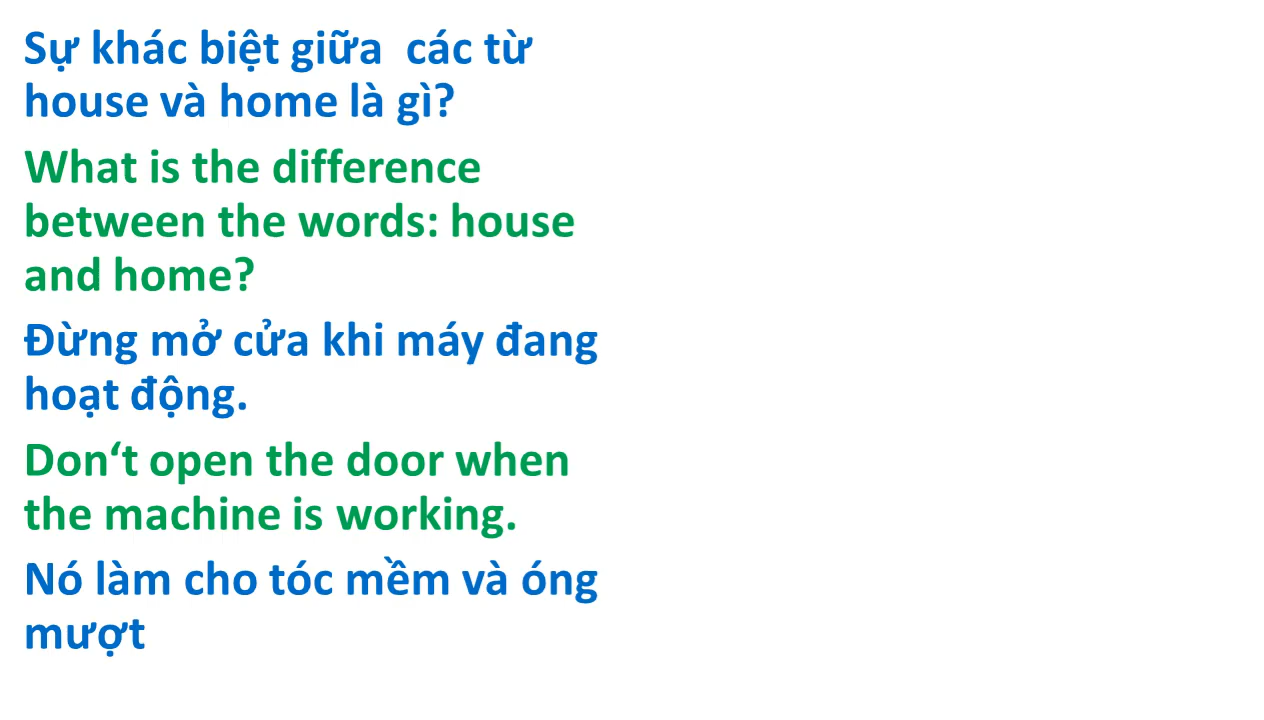 Sự khác biệt giữa  các từ
house và home là gì?
What is the difference
between the words: house
and home?
Đừng mở cửa khi máy đang
hoạt động.
Don‘t open the door when
the machine is working.
Nó làm cho tóc mềm và óng
mượt